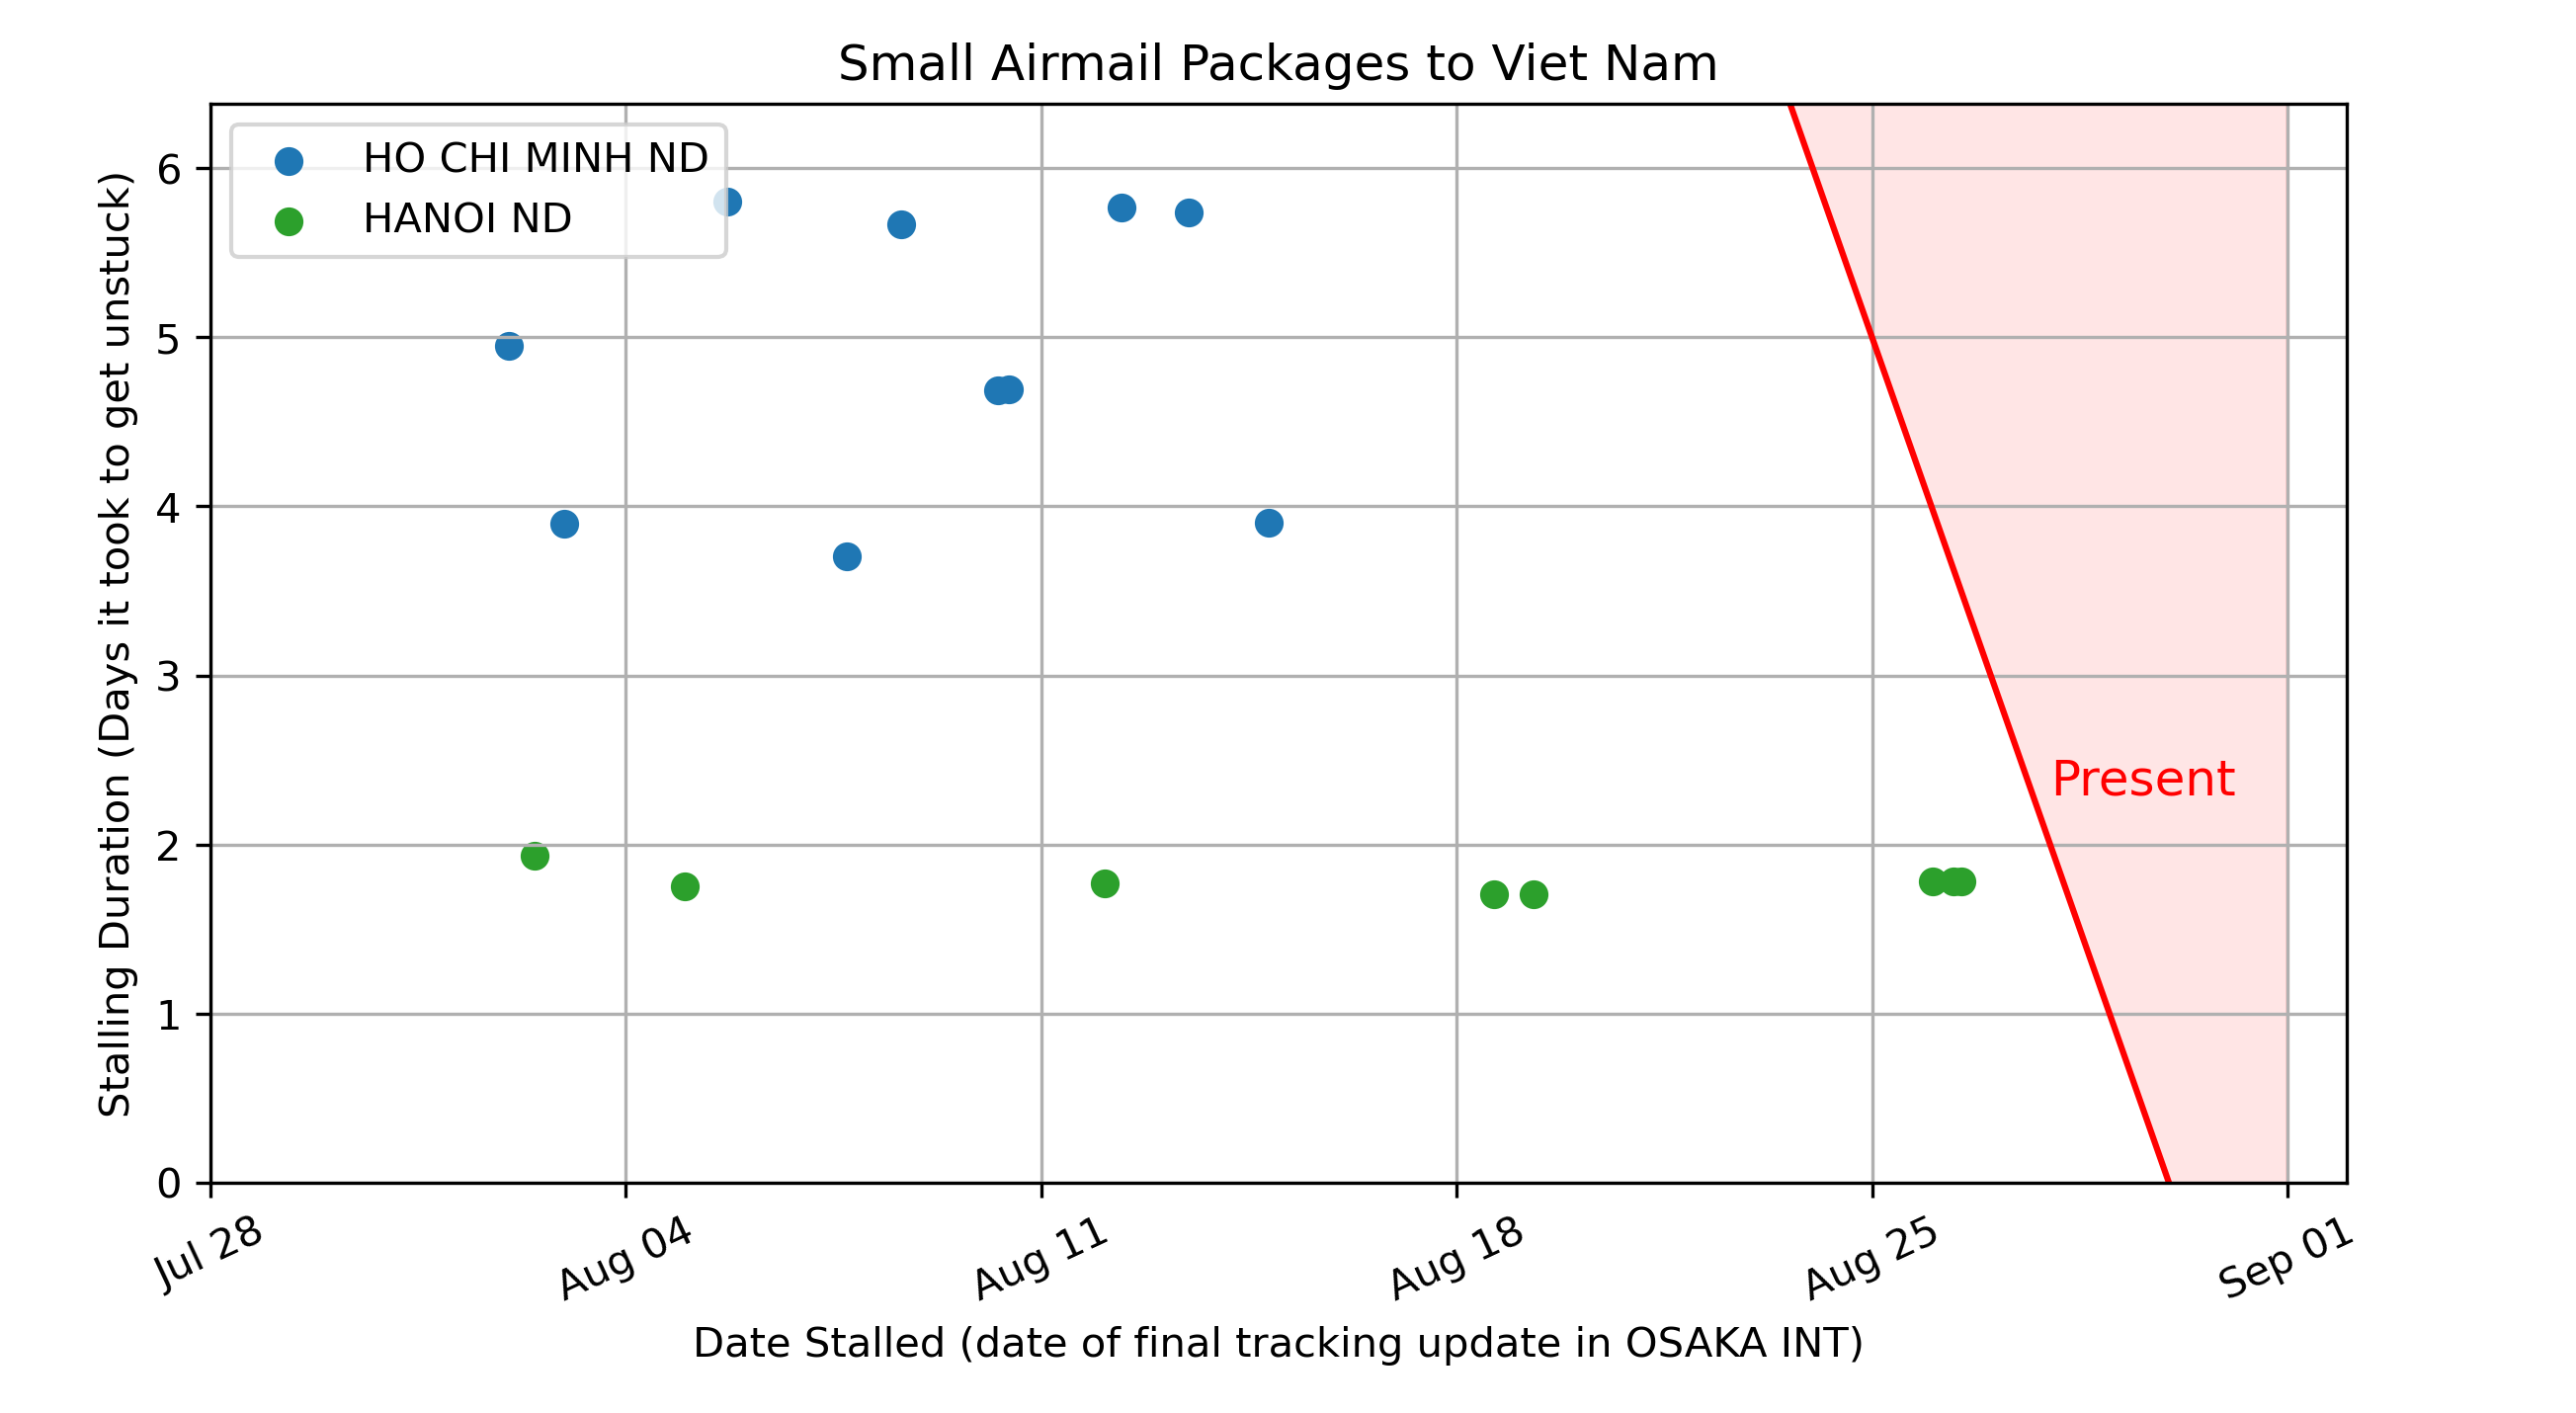 Small Airmail Packages to Viet Nam
HO CHI MINH ND
HANOI ND
Stalling Duration (Days it took to get unstuck)
6
5
4
3
2
1
0
Present
Jul 28
Aug 04
Aug 11
Aug 18
Aug 25
Sep 01
Date Stalled (date of final tracking update in OSAKA INT)